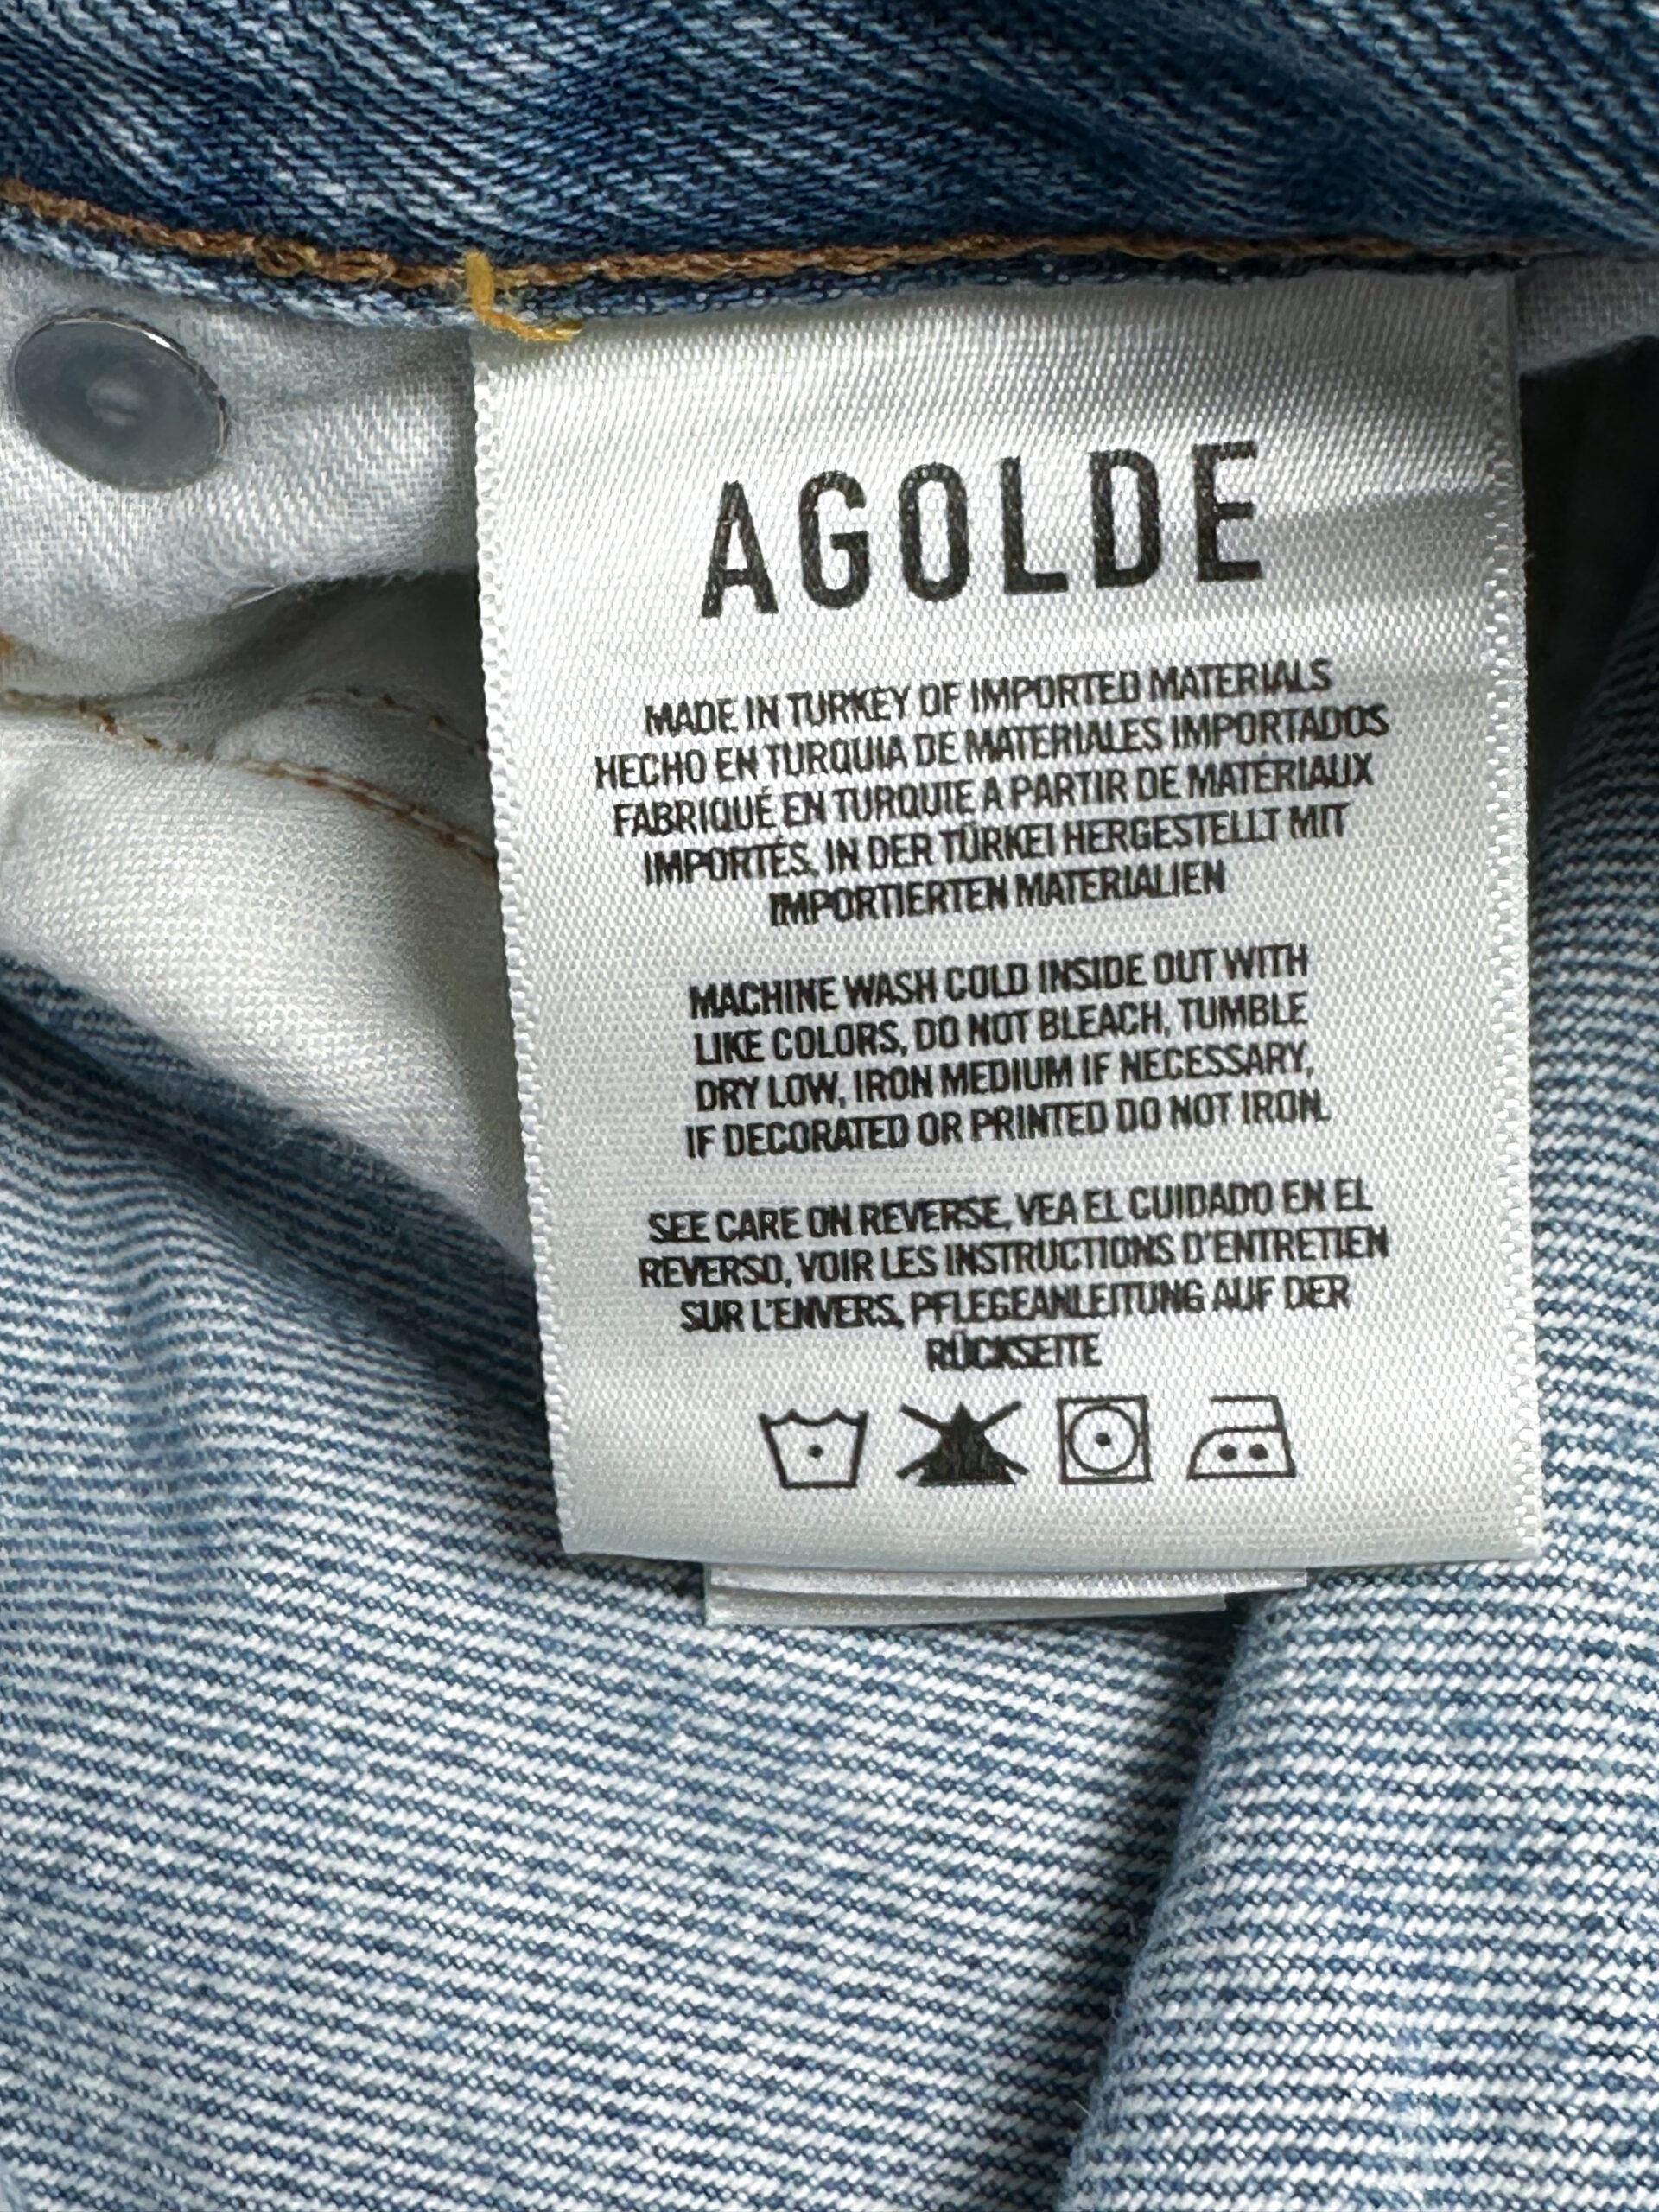 AGOLDE
MADE IN TURKEY OF IMPORTED MATERIALS
HECHO EN TURQUIA DE MATERIALES IMPORTADOS
FABRIQUÉ EN TURQUIE A PARTIR DE MATÉRIAUX
IMPORTÉS, IN DER TÜRKEI HERGESTELLT MIT
IMPORTIERTEN MATERIALIEN
MACHINE WASH COLD INSIDE OUT WITH
LIKE COLORS, DO NOT BLEACH, TUMBLE
DRY LOW, IRON MEDIUM IF NECESSARY,
IF DECORATED OR PRINTED DO NOT IRON.
SEE CARE ON REVERSE, VEA EL CUIDADO EN EL
REVERSO, VOIR LES INSTRUCTIONS D'ENTRETIEN
SUR L'ENVERS, PFLEGEANLEITUNG AUF DER
RÜCKSEITE